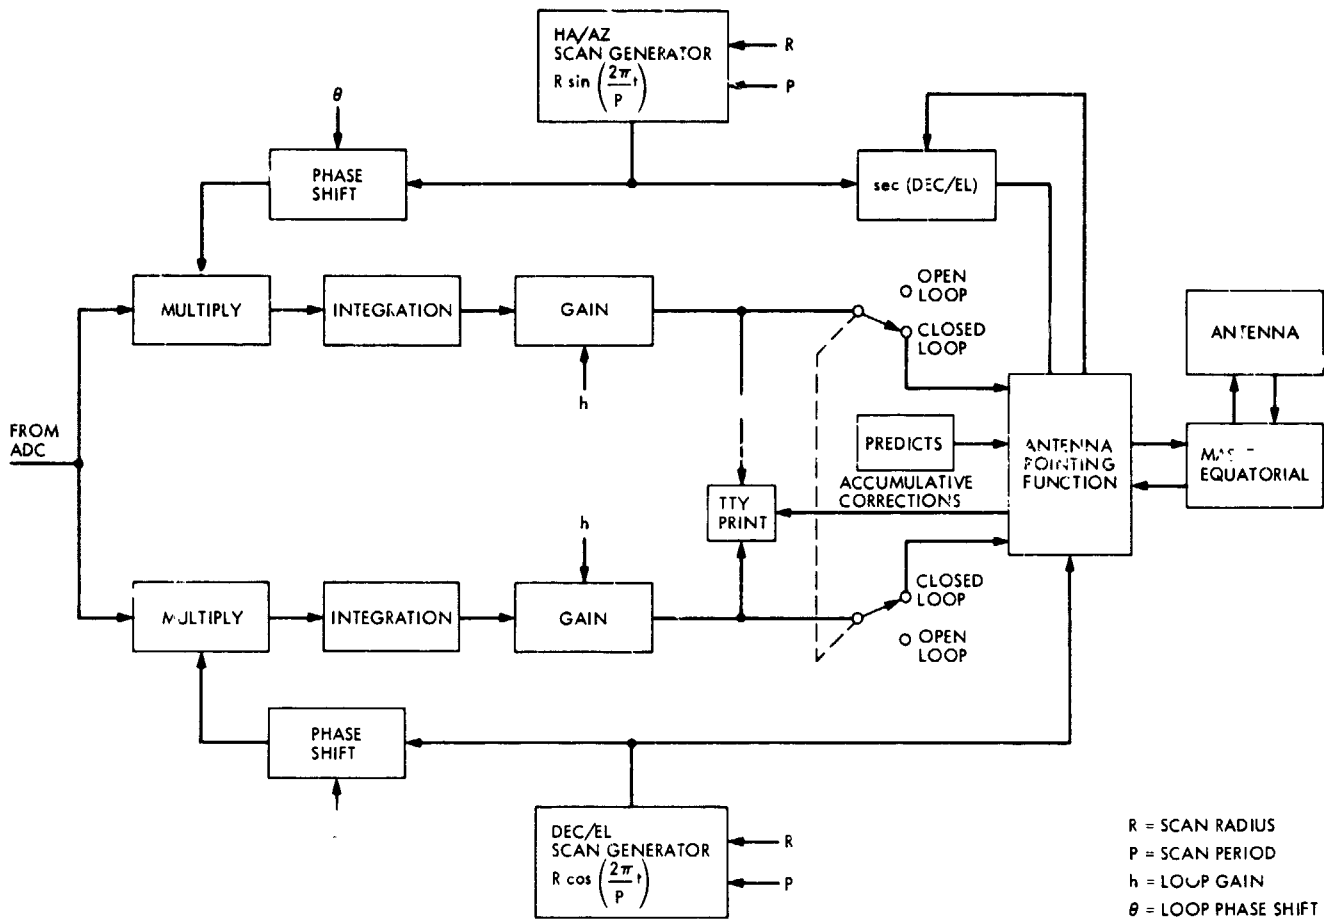 HA/AZ
SCAN GENERATOR
R sin (2π/P t)
R
P
θ
PHASE
SHIFT
sec (DEC/EL)
OPEN
LOOP
MULTIPLY
INTEGRATION
GAIN
CLOSED
LOOP
ANTENNA
h
FROM
ADC
PREDICTS
ANTENNA
POINTING
FUNCTION
EQUATORIAL
ACCUMULATIVE
CORRECTIONS
TTY
PRINT
h
MULTIPLY
INTEGRATION
GAIN
CLOSED
LOOP
OPEN
LOOP
PHASE
SHIFT
DEC/EL
SCAN GENERATOR
R cos (2π/P t)
R
P
R = SCAN RADIUS
P = SCAN PERIOD
h = LOOP GAIN
θ = LOOP PHASE SHIFT